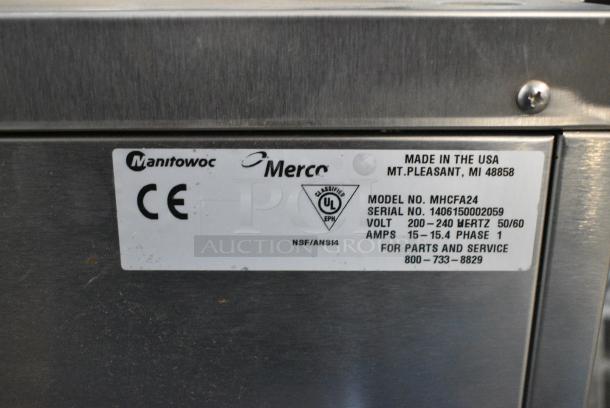 Manitowoc Merco
MADE IN THE USA
MT.PLEASANT, MI 48858
CE
CLASSIFIED
UL
EPH
NSF/ANSI4
MODEL NO. MHCFA24
SERIAL NO. 1406150002059
VOLT 200-240 HERTZ 50/60
AMPS 15-15.4 PHASE 1
FOR PARTS AND SERVICE
800-733-8829
AUCTION GROUP